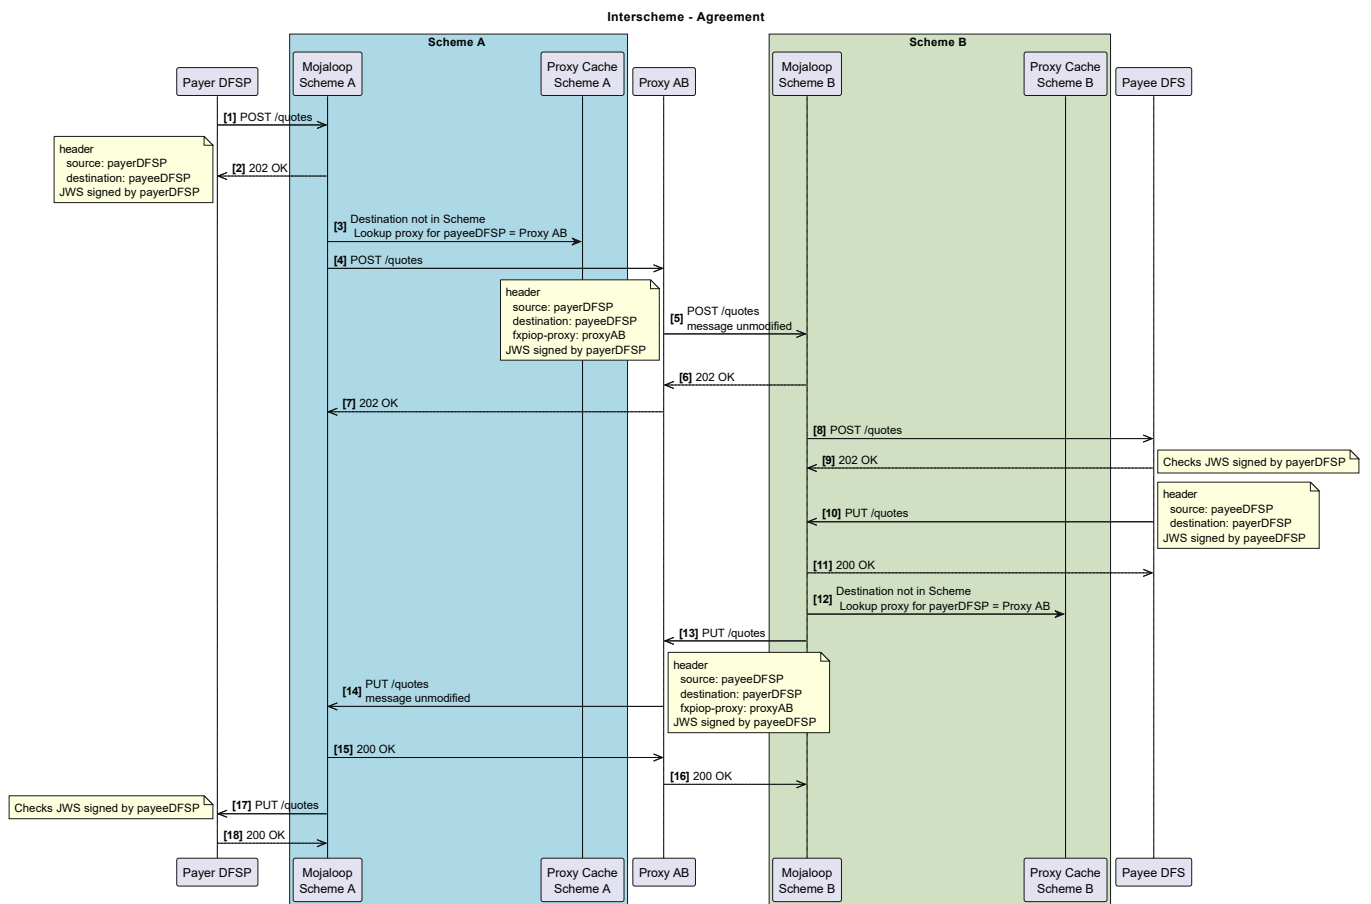 Interscheme - Agreement
Scheme A
Scheme B
Payer DFSP
Mojaloop
Scheme A
Proxy Cache
Scheme A
Proxy AB
Mojaloop
Scheme B
Proxy Cache
Scheme B
Payee DFS
[1] POST /quotes
header
source: payerDFSP
destination: payeeDFSP
JWS signed by payerDFSP
[2] 202 OK
[3] Destination not in Scheme
Lookup proxy for payeeDFSP = Proxy AB
[4] POST /quotes
header
source: payerDFSP
destination: payeeDFSP
fxpiop-proxy: proxyAB
JWS signed by payerDFSP
[5] POST /quotes
message unmodified
[6] 202 OK
[7] 202 OK
[8] POST /quotes
[9] 202 OK
Checks JWS signed by payerDFSP
[10] PUT /quotes
header
source: payeeDFSP
destination: payerDFSP
JWS signed by payeeDFSP
[11] 200 OK
[12] Destination not in Scheme
Lookup proxy for payerDFSP = Proxy AB
[13] PUT /quotes
[14] PUT /quotes
message unmodified
header
source: payeeDFSP
destination: payerDFSP
fxpiop-proxy: proxyAB
JWS signed by payeeDFSP
[15] 200 OK
[16] 200 OK
Checks JWS signed by payeeDFSP
[17] PUT /quotes
[18] 200 OK
Payer DFSP
Mojaloop
Scheme A
Proxy Cache
Scheme A
Proxy AB
Mojaloop
Scheme B
Proxy Cache
Scheme B
Payee DFS